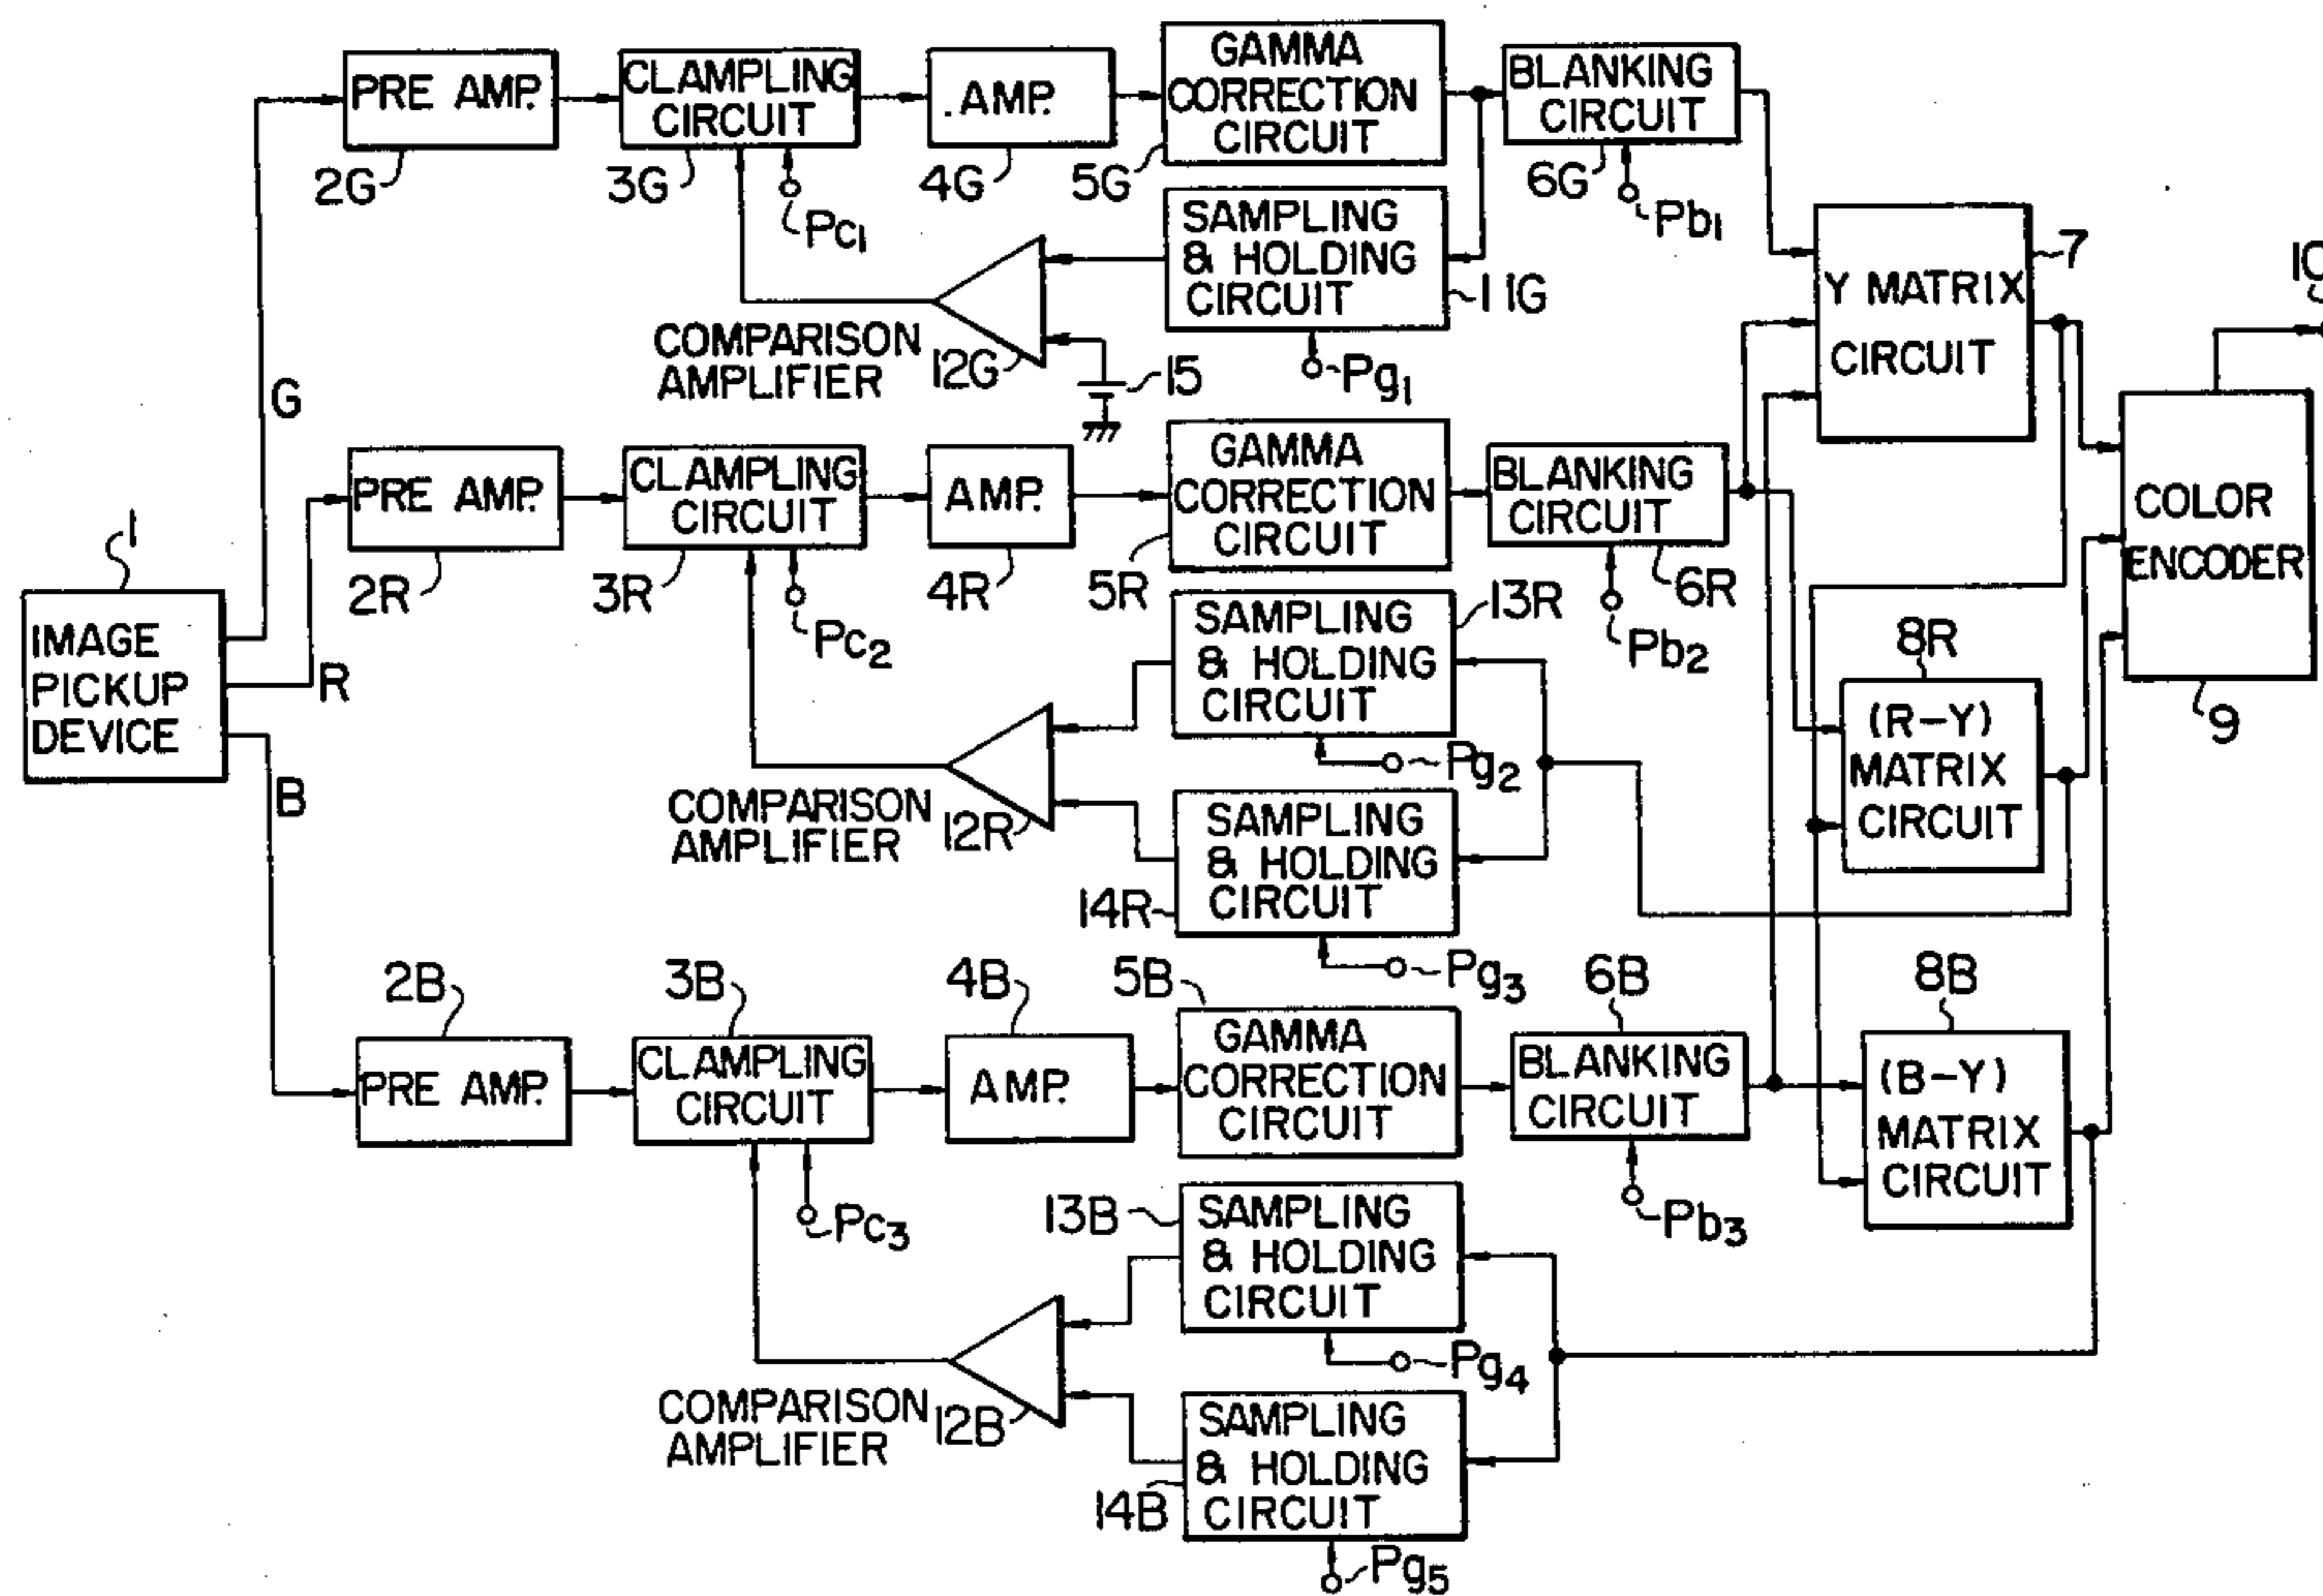 PRE AMP.
2G
CLAMPLING
CIRCUIT
3G
Pc1
.AMP.
4G
GAMMA
CORRECTION
CIRCUIT
5G
BLANKING
CIRCUIT
6G
Pb1
SAMPLING
& HOLDING
CIRCUIT
11G
Pg1
COMPARISON
AMPLIFIER
12G
15
Y MATRIX
CIRCUIT
7
10
G
PRE AMP.
2R
CLAMPLING
CIRCUIT
3R
Pc2
AMP.
4R
GAMMA
CORRECTION
CIRCUIT
5R
BLANKING
CIRCUIT
6R
Pb2
COLOR
ENCODER
9
1
IMAGE
PICKUP
DEVICE
R
B
SAMPLING
& HOLDING
CIRCUIT
13R
Pg2
COMPARISON
AMPLIFIER
12R
SAMPLING
& HOLDING
CIRCUIT
14R
Pg3
8R
(R-Y)
MATRIX
CIRCUIT
2B
PRE AMP.
3B
CLAMPLING
CIRCUIT
Pc3
4B
AMP.
5B
GAMMA
CORRECTION
CIRCUIT
6B
BLANKING
CIRCUIT
Pb3
8B
(B-Y)
MATRIX
CIRCUIT
13B
SAMPLING
& HOLDING
CIRCUIT
Pg4
COMPARISON
AMPLIFIER
12B
SAMPLING
& HOLDING
CIRCUIT
14B
Pg5